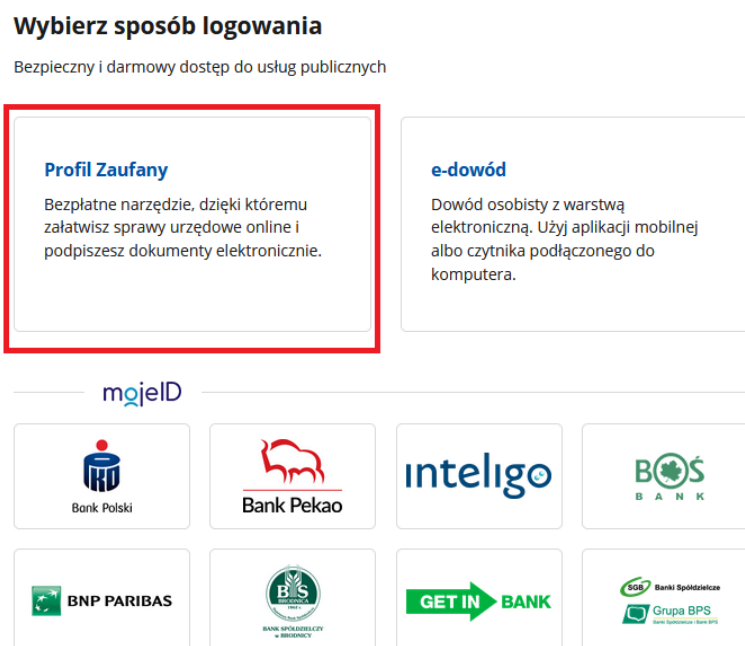 Wybierz sposób logowania
Bezpieczny i darmowy dostęp do usług publicznych
Profil Zaufany
Bezpłatne narzędzie, dzięki któremu
załatwisz sprawy urzędowe online i
podpiszesz dokumenty elektronicznie.
e-dowód
Dowód osobisty z warstwą
elektroniczną. Użyj aplikacji mobilnej
albo czytnika podłączonego do
komputera.
mojeID
PKO
Bank Polski
Bank Pekao
inteligo
BOŚ
BANK
BNP PARIBAS
BS
BRODNICA
BANK SPÓŁDZIELCZY
w BRODNICY
GET IN BANK
SGB Banki Spółdzielcze
Grupa BPS